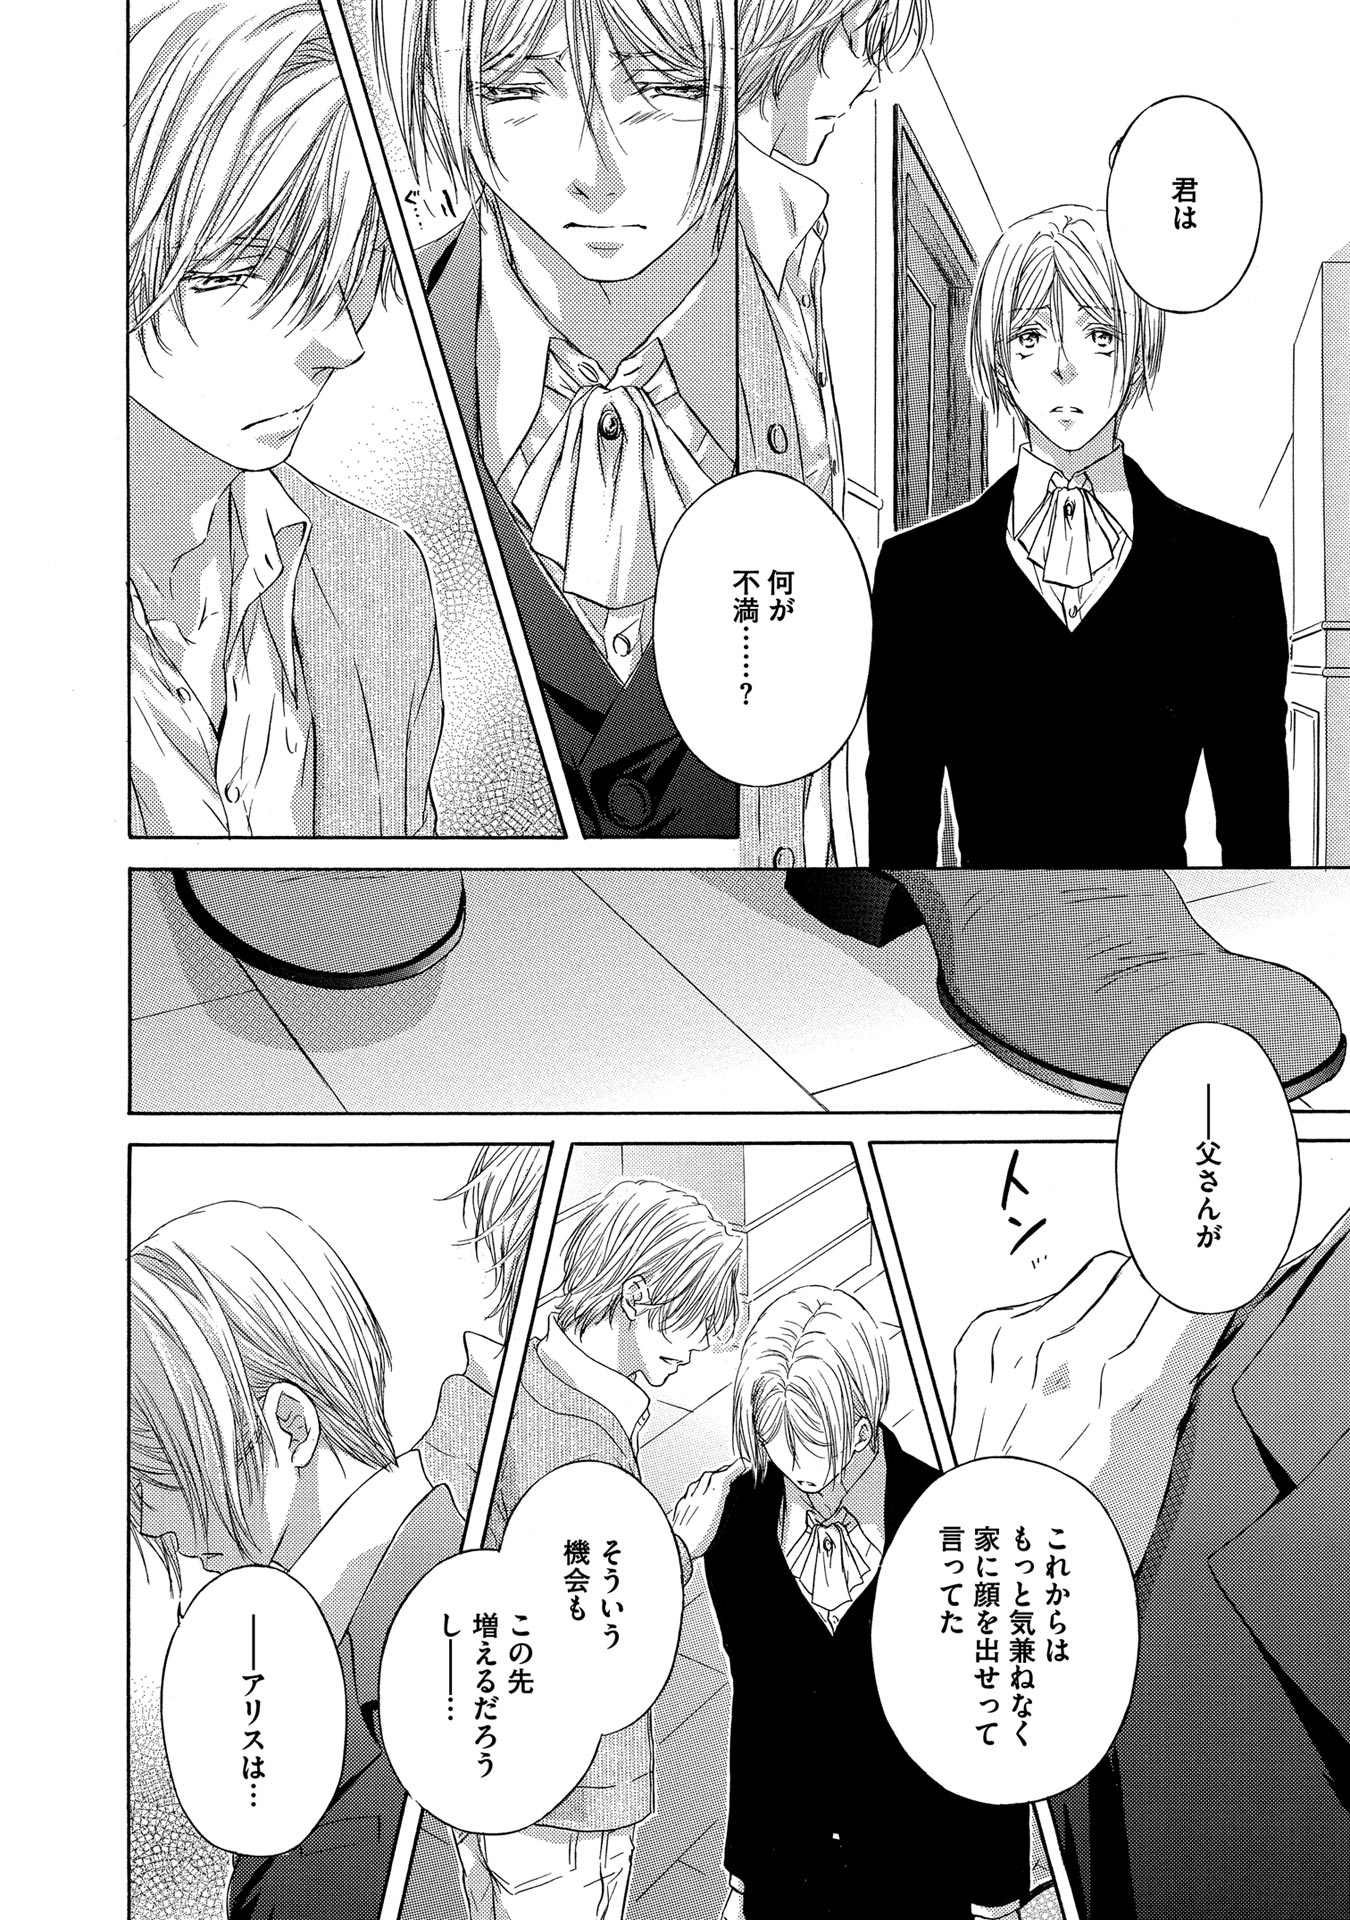 君は
何が
不満……?
ぐ…
――父さんが
トン…
これからは
もっと気兼ねなく
家に顔を出せって
言ってた
そういう
機会も
この先
増えるだろう
し――…
――アリスは…